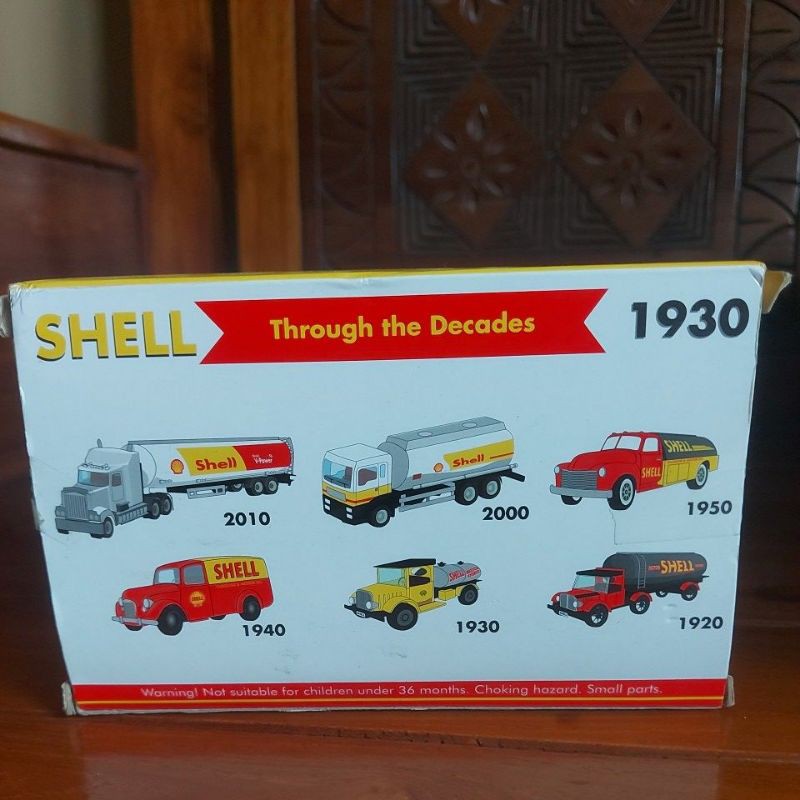 SHELL Through the Decades 1930
Shell
2010
Shell
2000
SHELL
SHELL
1950
SHELL
1940
SHELL
1930
SHELL
1920
Warning! Not suitable for children under 36 months. Choking hazard. Small parts.